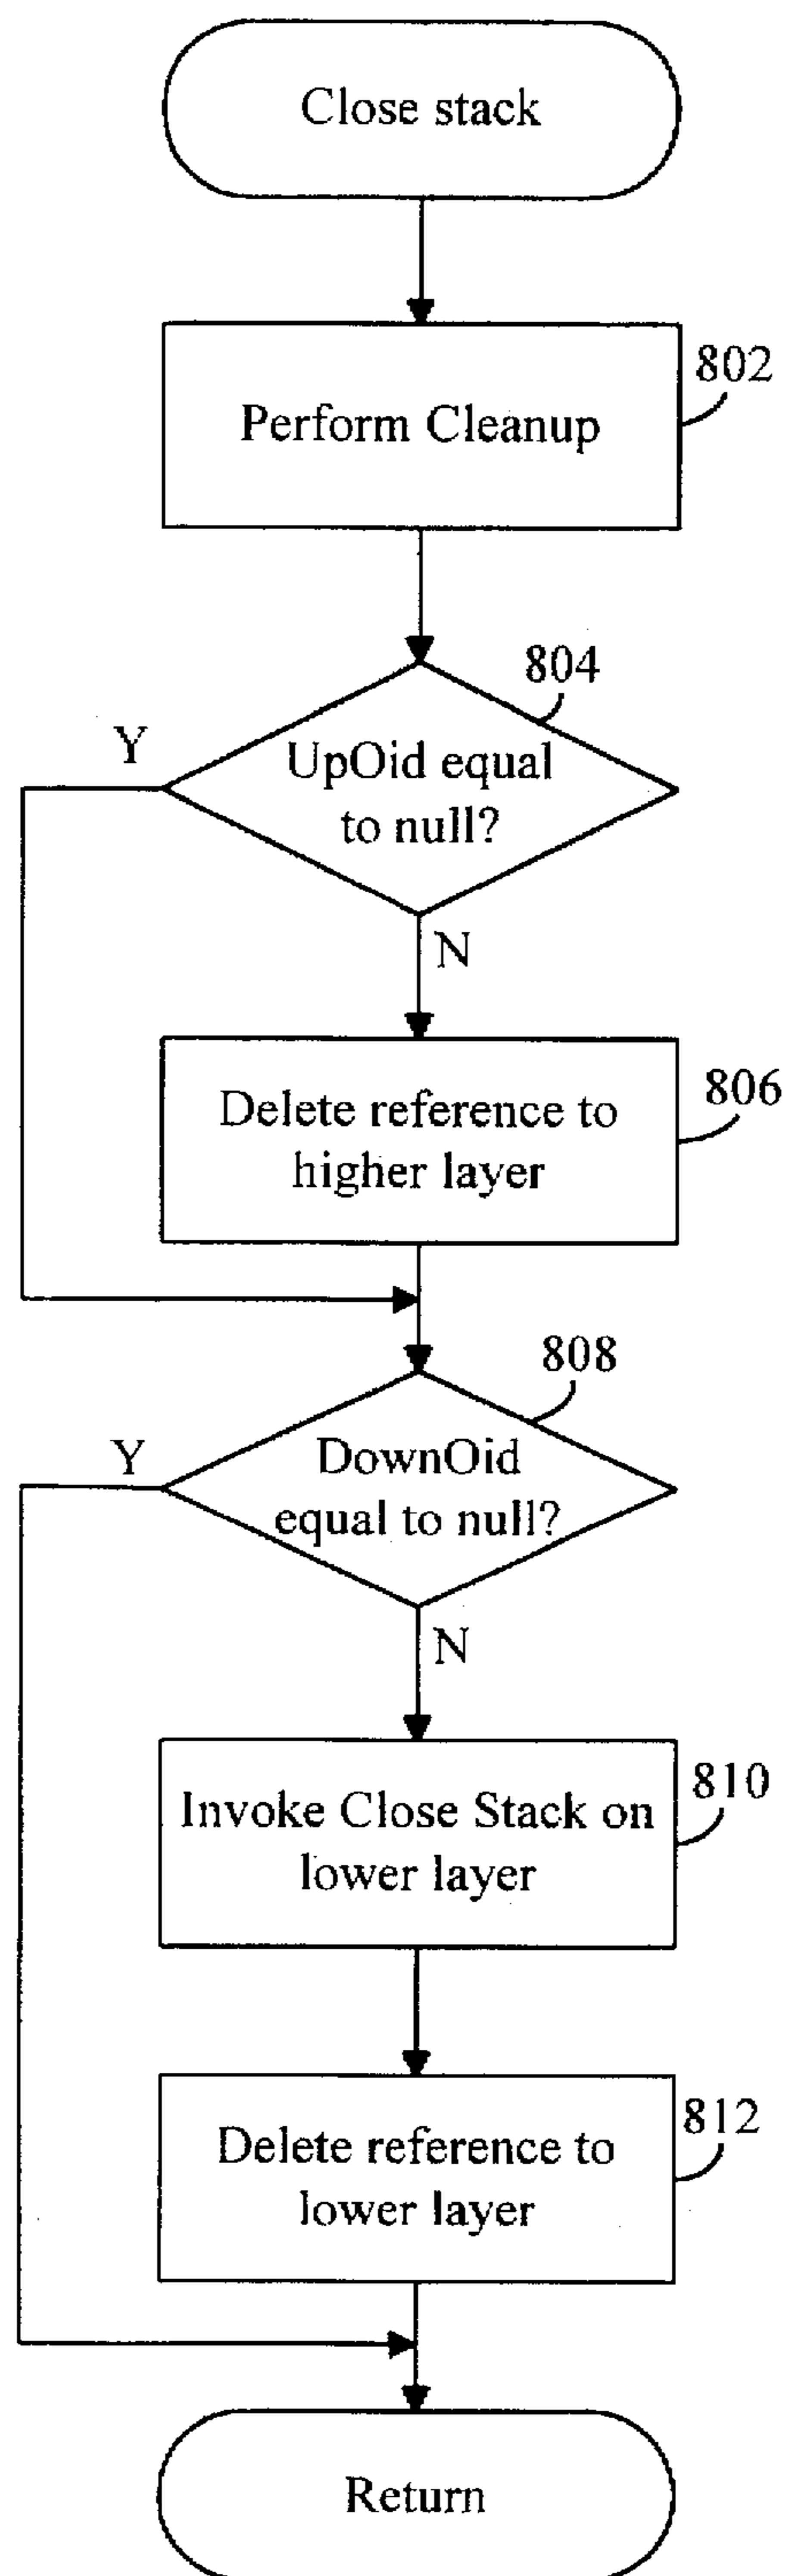 Close stack
802
Perform Cleanup
804
Y
UpOid equal
to null?
N
806
Delete reference to
higher layer
808
Y
DownOid
equal to null?
N
810
Invoke Close Stack on
lower layer
812
Delete reference to
lower layer
Return